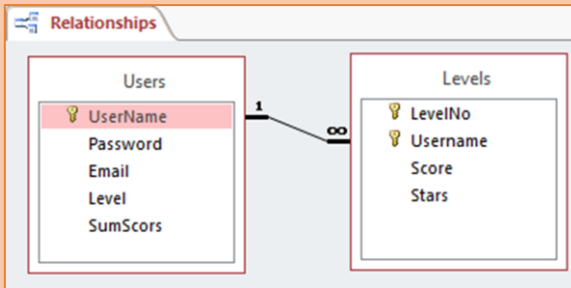 Relationships
Users
UserName
Password
Email
Level
SumScors
1
∞
Levels
LevelNo
Username
Score
Stars